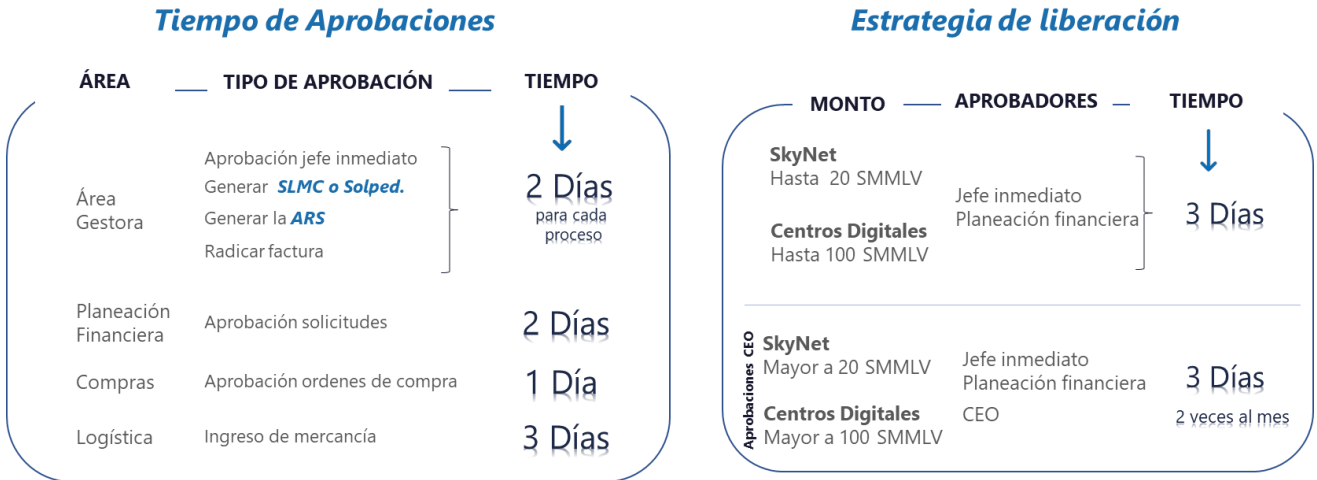 Tiempo de Aprobaciones
ÁREA TIPO DE APROBACIÓN TIEMPO
Área
Gestora
Aprobación jefe inmediato
Generar SLMC o Solped.
Generar la ARS
Radicar factura
2 Días
para cada
proceso
Planeación
Financiera
Aprobación solicitudes
2 Días
Compras
Aprobación ordenes de compra
1 Día
Logística
Ingreso de mercancía
3 Días
Estrategia de liberación
MONTO APROBADORES TIEMPO
SkyNet
Hasta 20 SMMLV
Centros Digitales
Hasta 100 SMMLV
Jefe inmediato
Planeación financiera
3 Días
Aprobaciones CEO
SkyNet
Mayor a 20 SMMLV
Centros Digitales
Mayor a 100 SMMLV
Jefe inmediato
Planeación financiera
CEO
3 Días
2 veces al mes